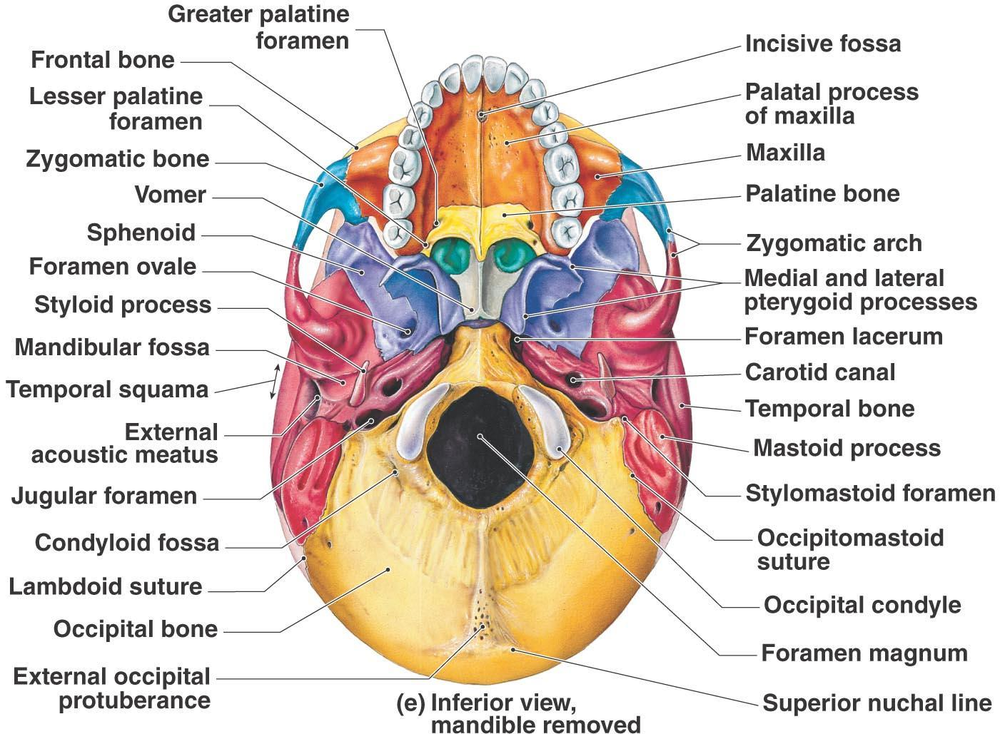 Greater palatine
foramen
Frontal bone
Lesser palatine
foramen
Zygomatic bone
Vomer
Sphenoid
Foramen ovale
Styloid process
Mandibular fossa
Temporal squama
External
acoustic meatus
Jugular foramen
Condyloid fossa
Lambdoid suture
Occipital bone
External occipital
protuberance
Incisive fossa
Palatal process
of maxilla
Maxilla
Palatine bone
Zygomatic arch
Medial and lateral
pterygoid processes
Foramen lacerum
Carotid canal
Temporal bone
Mastoid process
Stylomastoid foramen
Occipitomastoid
suture
Occipital condyle
Foramen magnum
Superior nuchal line
(e) Inferior view,
mandible removed